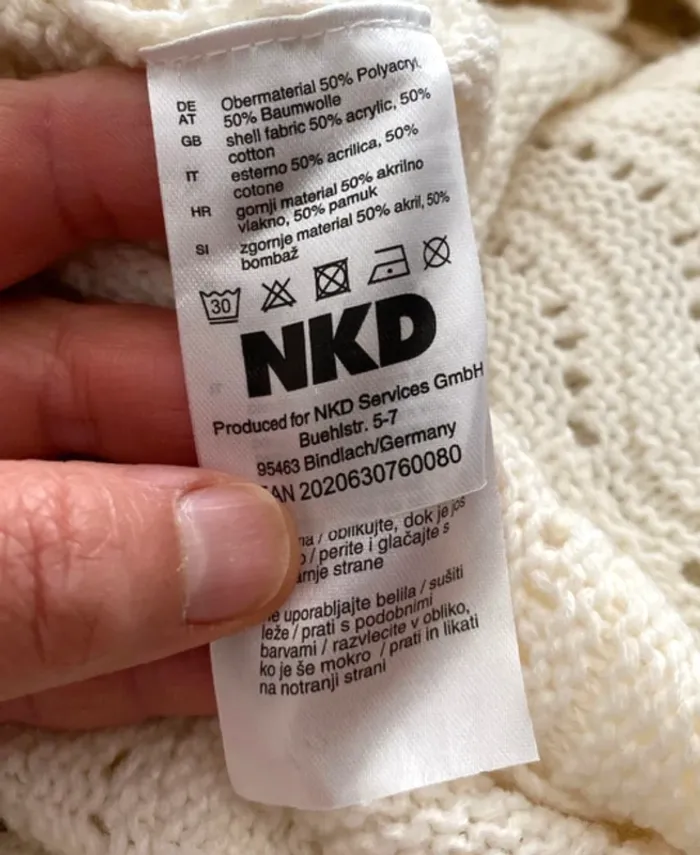 DE Obermaterial 50% Polyacryl,
AT 50% Baumwolle
GB shell fabric 50% acrylic, 50%
cotton
IT esterno 50% acrilica, 50%
cotone
HR gornji material 50% akrilno
vlakno, 50% pamuk
SI zgornje material 50% akril, 50%
bombaž
30
NKD
Produced for NKD Services GmbH
Buehlstr. 5-7
95463 Bindlach/Germany
2020630760080
/ oblikujte, dok je još
/ perite i glačajte s
strane
uporabljajte belila / sušiti
leže / prati s podobnimi
barvami / razvlecite v obliko,
ko je še mokro / prati in likati
na notranji strani